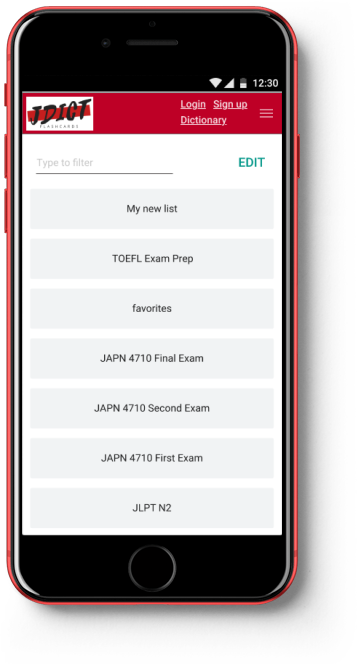 12:30
JDICT
FLASHCARDS
Login Sign up
Dictionary
Type to filter
EDIT
My new list
TOEFL Exam Prep
favorites
JAPN 4710 Final Exam
JAPN 4710 Second Exam
JAPN 4710 First Exam
JLPT N2